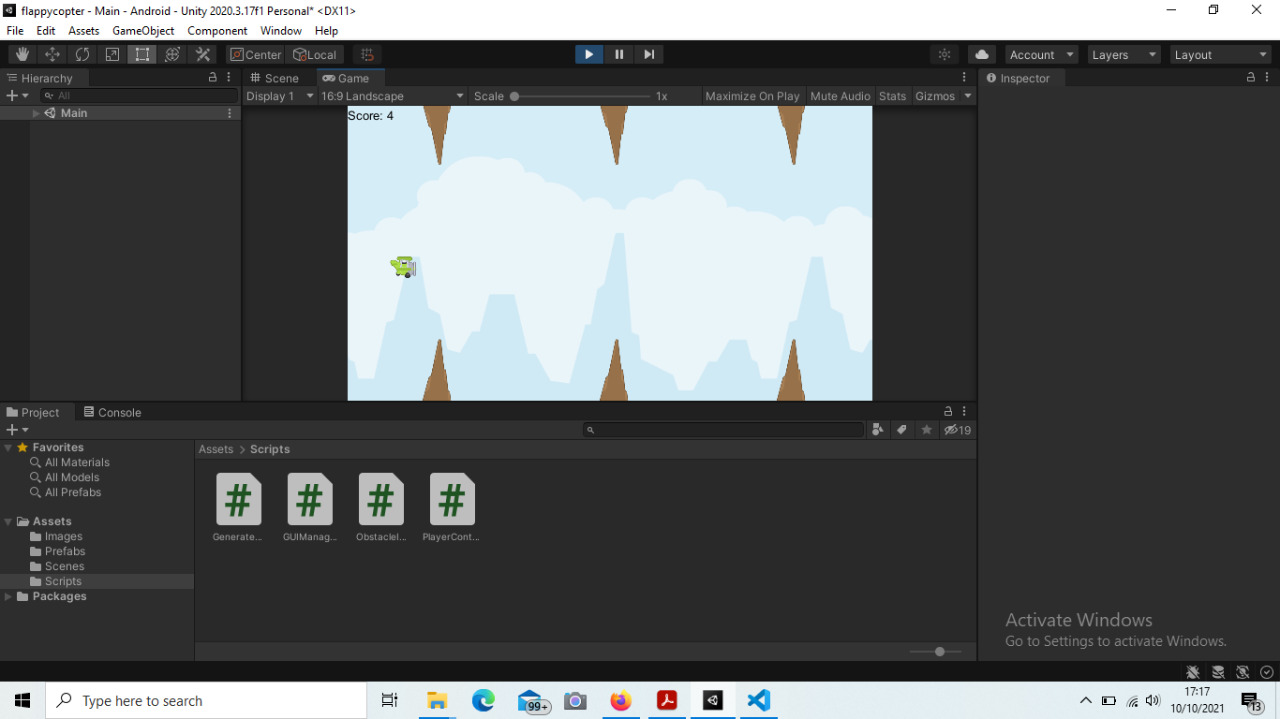 flappycopter - Main - Android - Unity 2020.3.17f1 Personal* <DX11>
File Edit Assets GameObject Component Window Help
Center Local Account Layers Layout
Hierarchy Scene Game Inspector
All Display 1 16:9 Landscape Scale 1x Maximize On Play Mute Audio Stats Gizmos
Main
Score: 4
Project Console
19
Favorites
All Materials
All Models
All Prefabs
Assets
Images
Prefabs
Scenes
Scripts
Packages
Assets > Scripts
# # # #
Generate... GUIManag... ObstacleI... PlayerCont...
Activate Windows
Go to Settings to activate Windows.
Type here to search
99+
17:17
10/10/2021
13